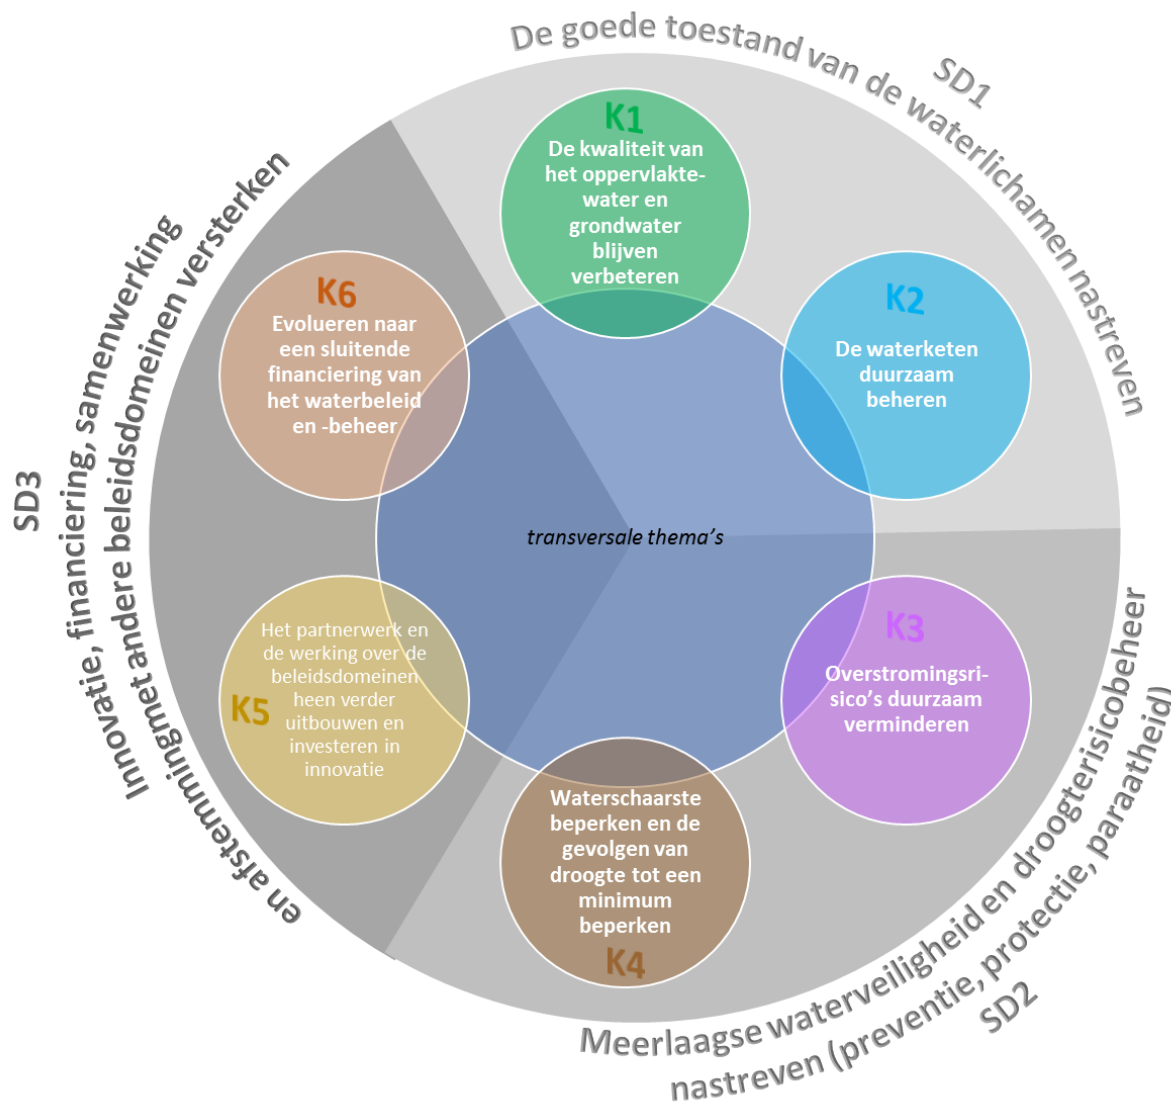 De goede toestand van de waterlichamen nastreven
SD1
K1
De kwaliteit van
het oppervlakte-
water en
grondwater
blijven
verbeteren
K2
De waterketen
duurzaam
beheren
K3
Overstromingsri-
sico's duurzaam
verminderen
Meerlaagse waterveiligheid en droogterisicobeheer
nastreven (preventie, protectie, paraatheid)
SD2
Waterschaarste
beperken en de
gevolgen van
droogte tot een
minimum
beperken
K4
Het partnerwerk en
de werking over de
beleidsdomeinen
heen verder
uitbouwen en
investeren in
innovatie
K5
K6
Evolueren naar
een sluitende
financiering van
het waterbeleid
en -beheer
SD3
Innovatie, financiering, samenwerking
en afstemmingmet andere beleidsdomeinen versterken
transversale thema's